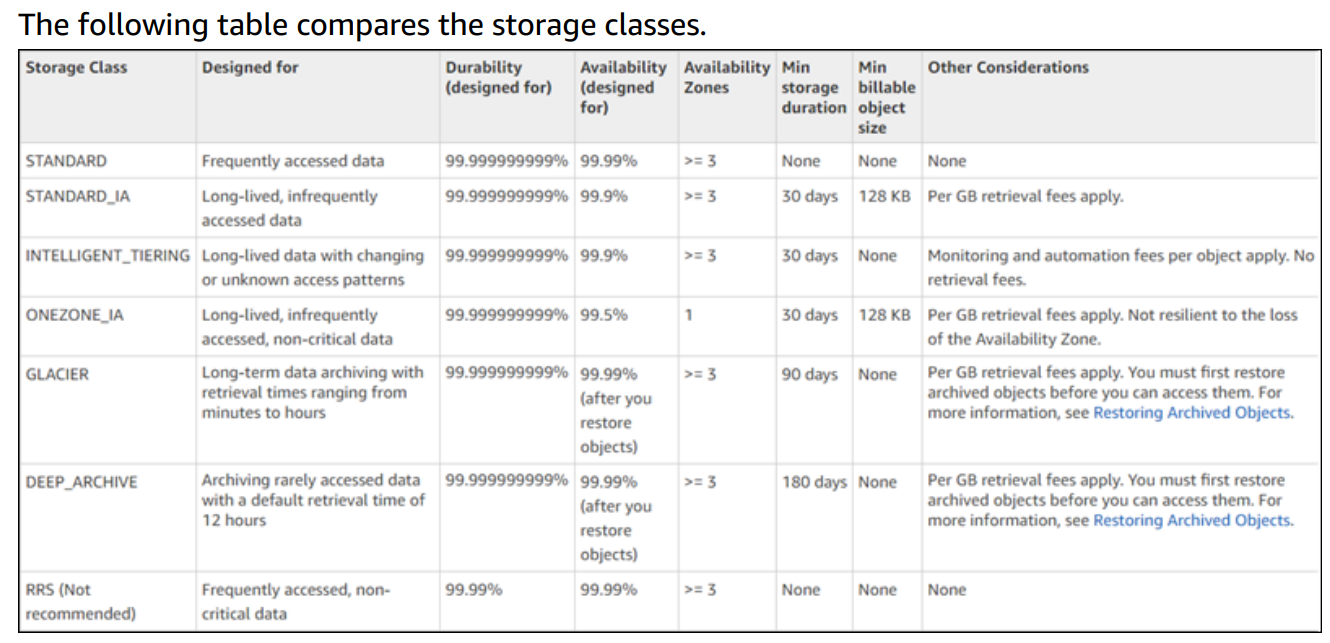 The following table compares the storage classes.
Storage Class | Designed for | Durability (designed for) | Availability (designed for) | Availability Zones | Min storage duration | Min billable object size | Other Considerations
STANDARD | Frequently accessed data | 99.999999999% | 99.99% | >= 3 | None | None | None
STANDARD_IA | Long-lived, infrequently accessed data | 99.999999999% | 99.9% | >= 3 | 30 days | 128 KB | Per GB retrieval fees apply.
INTELLIGENT_TIERING | Long-lived data with changing or unknown access patterns | 99.999999999% | 99.9% | >= 3 | 30 days | None | Monitoring and automation fees per object apply. No retrieval fees.
ONEZONE_IA | Long-lived, infrequently accessed, non-critical data | 99.999999999% | 99.5% | 1 | 30 days | 128 KB | Per GB retrieval fees apply. Not resilient to the loss of the Availability Zone.
GLACIER | Long-term data archiving with retrieval times ranging from minutes to hours | 99.999999999% | 99.99% (after you restore objects) | >= 3 | 90 days | None | Per GB retrieval fees apply. You must first restore archived objects before you can access them. For more information, see Restoring Archived Objects.
DEEP_ARCHIVE | Archiving rarely accessed data with a default retrieval time of 12 hours | 99.999999999% | 99.99% (after you restore objects) | >= 3 | 180 days | None | Per GB retrieval fees apply. You must first restore archived objects before you can access them. For more information, see Restoring Archived Objects.
RRS (Not recommended) | Frequently accessed, non-critical data | 99.99% | 99.99% | >= 3 | None | None | None